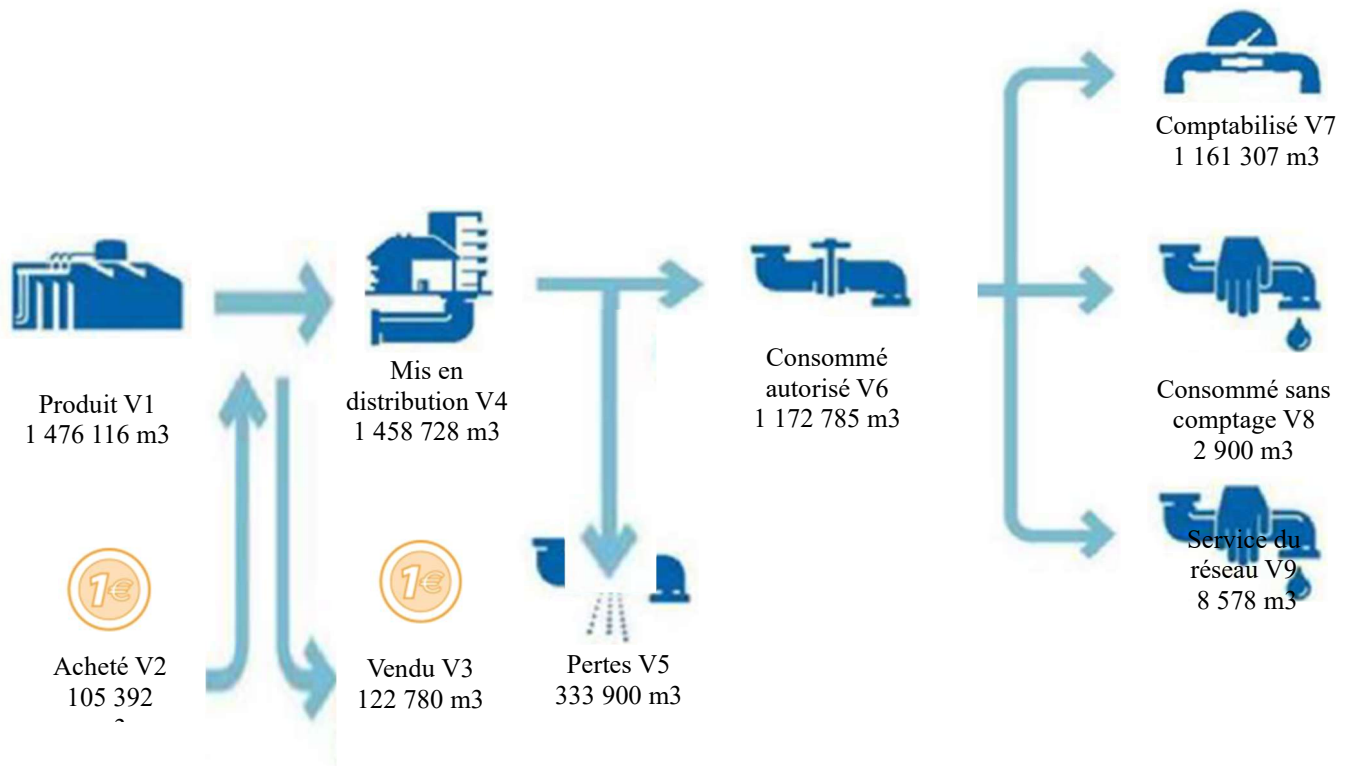 Comptabilisé V7
1 161 307 m3
Produit V1
1 476 116 m3
Mis en
distribution V4
1 458 728 m3
Consommé
autorisé V6
1 172 785 m3
Consommé sans
comptage V8
2 900 m3
Service du
réseau V9
8 578 m3
1€
Acheté V2
105 392
1€
Vendu V3
122 780 m3
Pertes V5
333 900 m3